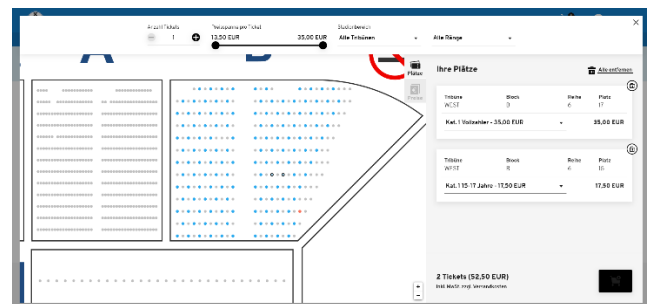 Anzahl Tickets
1
Preisspanne pro Ticket
13,50 EUR
35,00 EUR
Stadionbereich
Alle Tribünen
Alle Ränge
A
B
Plätze
Ihre Plätze
Alle entfernen
Tribüne Block Reihe Platz
WEST B 6 17
Kat.1 Vollzahler - 35,00 EUR 35,00 EUR
Tribüne Block Reihe Platz
WEST B 6 16
Kat.1 15-17 Jahre - 17,50 EUR 17,50 EUR
2 Tickets (52,50 EUR)
inkl. MwSt. zzgl. Versandkosten